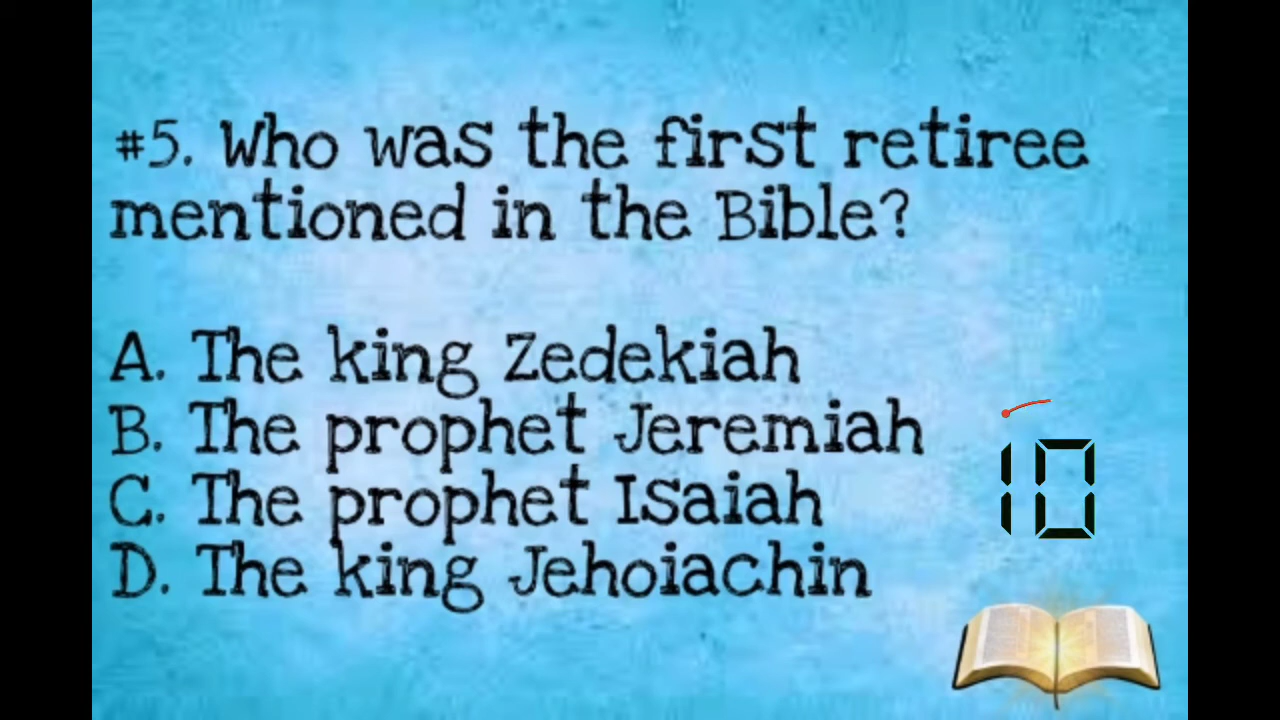 #5. Who was the first retiree
mentioned in the Bible?
A. The king Zedekiah
B. The prophet Jeremiah
C. The prophet Isaiah
D. The king Jehoiachin
10